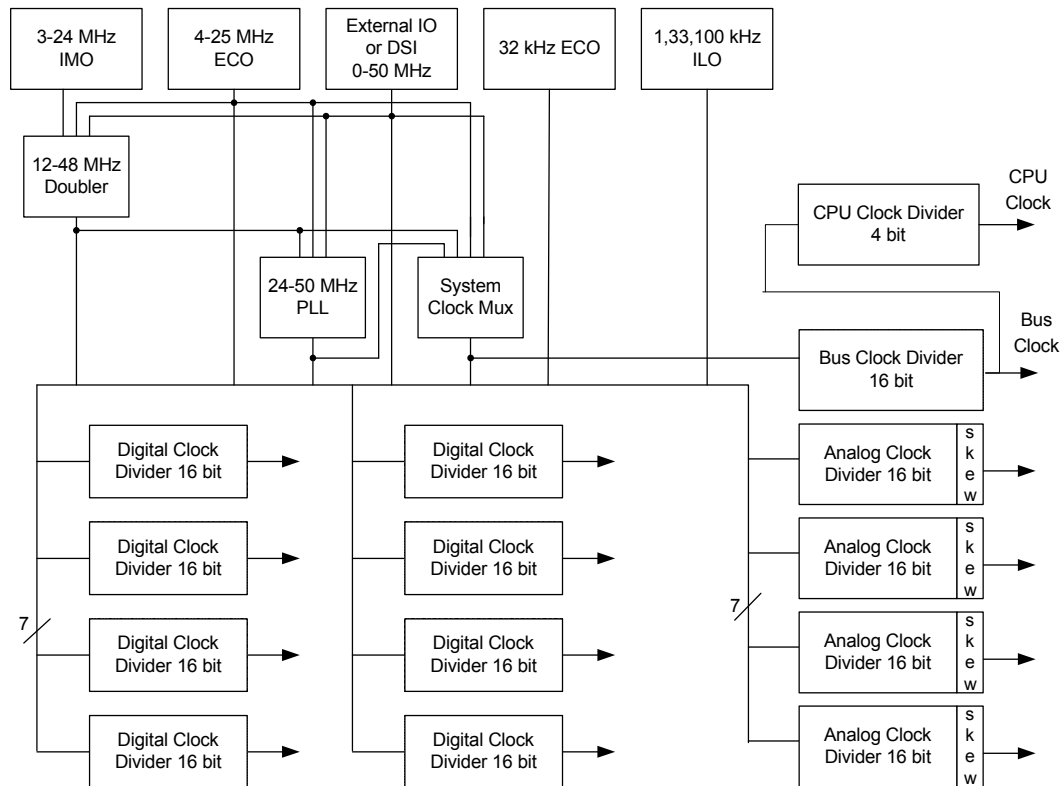 3-24 MHz
IMO
4-25 MHz
ECO
External IO
or DSI
0-50 MHz
32 kHz ECO
1,33,100 kHz
ILO
12-48 MHz
Doubler
24-50 MHz
PLL
System
Clock Mux
CPU Clock Divider
4 bit
CPU
Clock
Bus Clock Divider
16 bit
Bus
Clock
Digital Clock
Divider 16 bit
Digital Clock
Divider 16 bit
Analog Clock
Divider 16 bit
s
k
e
w
Digital Clock
Divider 16 bit
Digital Clock
Divider 16 bit
Analog Clock
Divider 16 bit
s
k
e
w
7
7
Digital Clock
Divider 16 bit
Digital Clock
Divider 16 bit
Analog Clock
Divider 16 bit
s
k
e
w
Digital Clock
Divider 16 bit
Digital Clock
Divider 16 bit
Analog Clock
Divider 16 bit
s
k
e
w